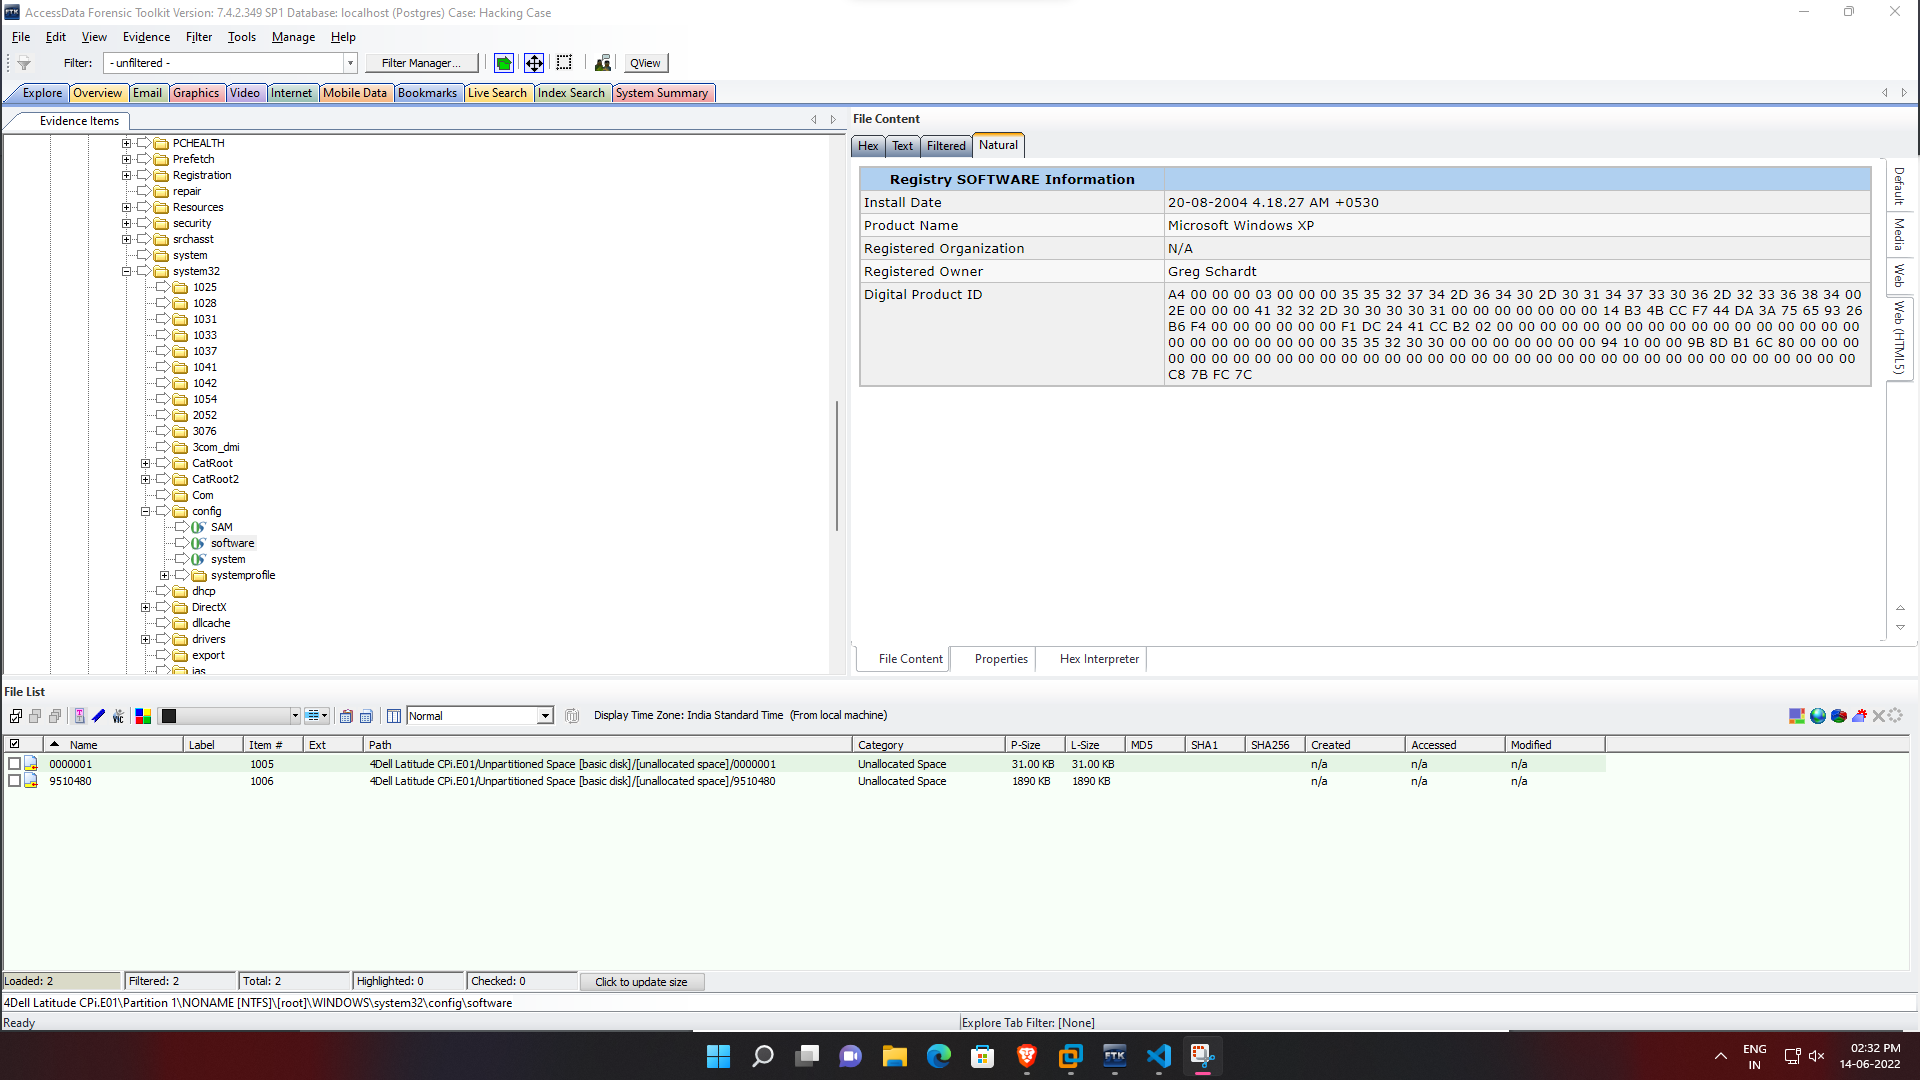 AccessData Forensic Toolkit Version: 7.4.2.349 SP1 Database: localhost (Postgres) Case: Hacking Case
File Edit View Evidence Filter Tools Manage Help
Filter: - unfiltered - Filter Manager... QView
Explore Overview Email Graphics Video Internet Mobile Data Bookmarks Live Search Index Search System Summary
Evidence Items
PCHEALTH
Prefetch
Registration
repair
Resources
security
srchasst
system
system32
1025
1028
1031
1033
1037
1041
1042
1054
2052
3076
3com_dmi
CatRoot
CatRoot2
Com
config
SAM
software
system
systemprofile
dhcp
DirectX
dllcache
drivers
export
ias
File Content
Hex Text Filtered Natural
Registry SOFTWARE Information
Install Date 20-08-2004 4.18.27 AM +0530
Product Name Microsoft Windows XP
Registered Organization N/A
Registered Owner Greg Schardt
Digital Product ID A4 00 00 00 03 00 00 00 35 35 32 37 34 2D 36 34 30 2D 30 31 34 37 33 30 36 2D 32 33 36 38 34 00
2E 00 00 00 41 32 32 2D 30 30 30 30 31 00 00 00 00 00 00 00 14 B3 4B CC F7 44 DA 3A 75 65 93 26
B6 F4 00 00 00 00 00 00 F1 DC 24 41 CC B2 02 00 00 00 00 00 00 00 00 00 00 00 00 00 00 00 00 00
00 00 00 00 00 00 00 00 35 35 32 30 30 00 00 00 00 00 00 00 94 10 00 00 9B 8D B1 6C 80 00 00 00
00 00 00 00 00 00 00 00 00 00 00 00 00 00 00 00 00 00 00 00 00 00 00 00 00 00 00 00 00 00 00 00
C8 7B FC 7C
Default
Media
Web
Web (HTML5)
File Content Properties Hex Interpreter
File List
Normal Display Time Zone: India Standard Time (From local machine)
Name Label Item # Ext Path Category P-Size L-Size MD5 SHA1 SHA256 Created Accessed Modified
0000001 1005 4Dell Latitude CPi.E01/Unpartitioned Space [basic disk]/[unallocated space]/0000001 Unallocated Space 31.00 KB 31.00 KB n/a n/a n/a
9510480 1006 4Dell Latitude CPi.E01/Unpartitioned Space [basic disk]/[unallocated space]/9510480 Unallocated Space 1890 KB 1890 KB n/a n/a n/a
Loaded: 2 Filtered: 2 Total: 2 Highlighted: 0 Checked: 0 Click to update size
4Dell Latitude CPi.E01\Partition 1\NONAME [NTFS]\[root]\WINDOWS\system32\config\software
Ready Explore Tab Filter: [None]
ENG
IN
02:32 PM
14-06-2022